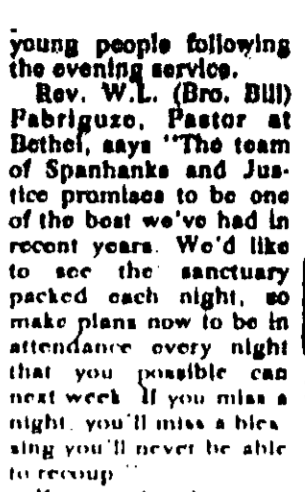 young people following
the evening service.
Rev. W.L. (Bro. Bill)
Fabriguze, Pastor at
Bethel, says "The team
of Spanhanks and Jus-
tice promises to be one
of the best we've had in
recent years. We'd like
to see the sanctuary
packed each night, so
make plans now to be in
attendance every night
that you possible can
next week. If you miss a
night, you'll miss a bles
sing you'll never be able
to recoup "